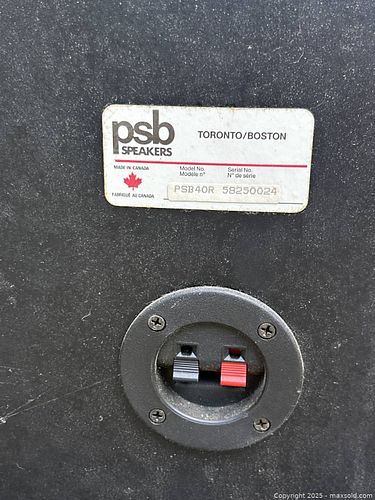 psb
SPEAKERS
TORONTO/BOSTON
MADE IN CANADA
FABRIQUÉ AU CANADA
Model No.
Modèle nº
Serial No.
Nº de série
PSB40R 58250024
©2025 - maxsold.com